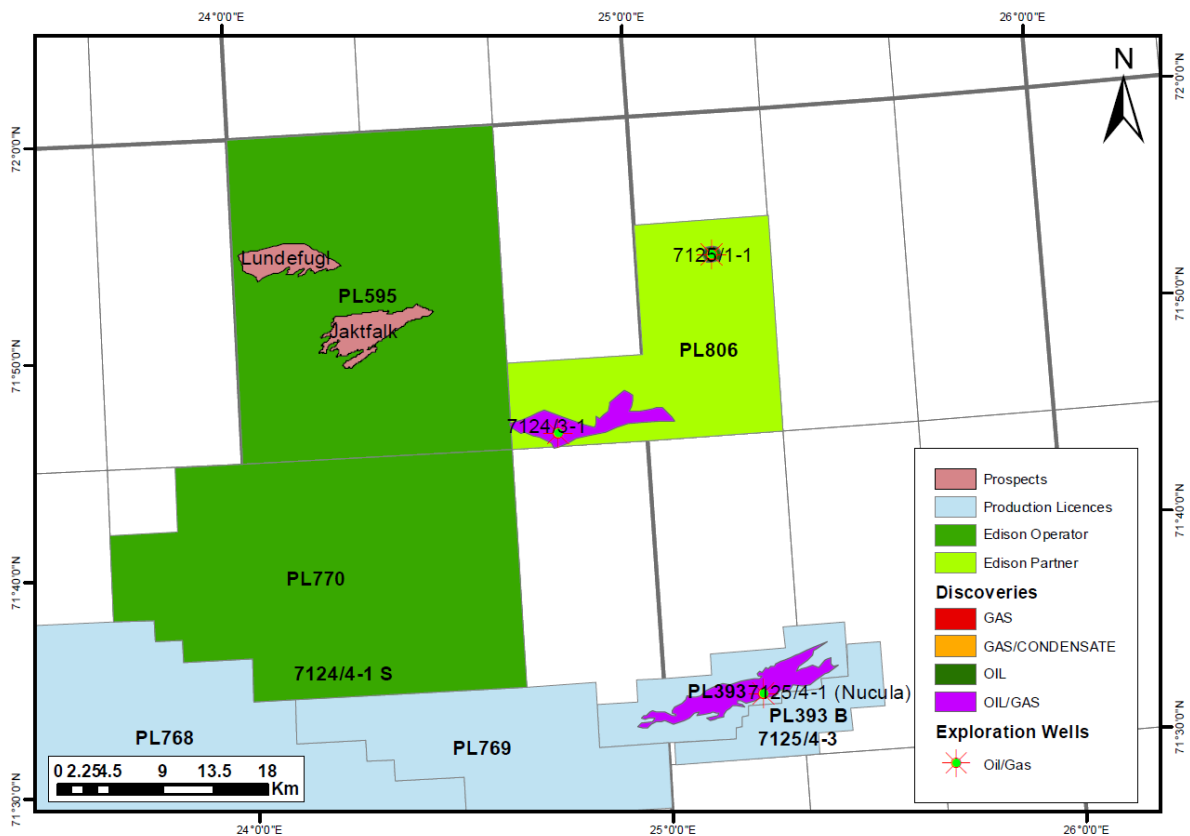 24°0'0"E
25°0'0"E
26°0'0"E
N
72°0'0"N
72°0'0"N
Lundefugl
7125/1-1
PL595
71°50'0"N
Jaktfalk
PL806
71°50'0"N
7124/3-1
Prospects
Production Licences
Edison Operator
Edison Partner
Discoveries
GAS
GAS/CONDENSATE
OIL
OIL/GAS
Exploration Wells
Oil/Gas
71°40'0"N
71°40'0"N
PL770
7124/4-1 S
PL3937125/4-1 (Nucula)
PL393 B
7125/4-3
71°30'0"N
PL768
PL769
0 2.254.5 9 13.5 18
Km
71°30'0"N
24°0'0"E
25°0'0"E
26°0'0"E